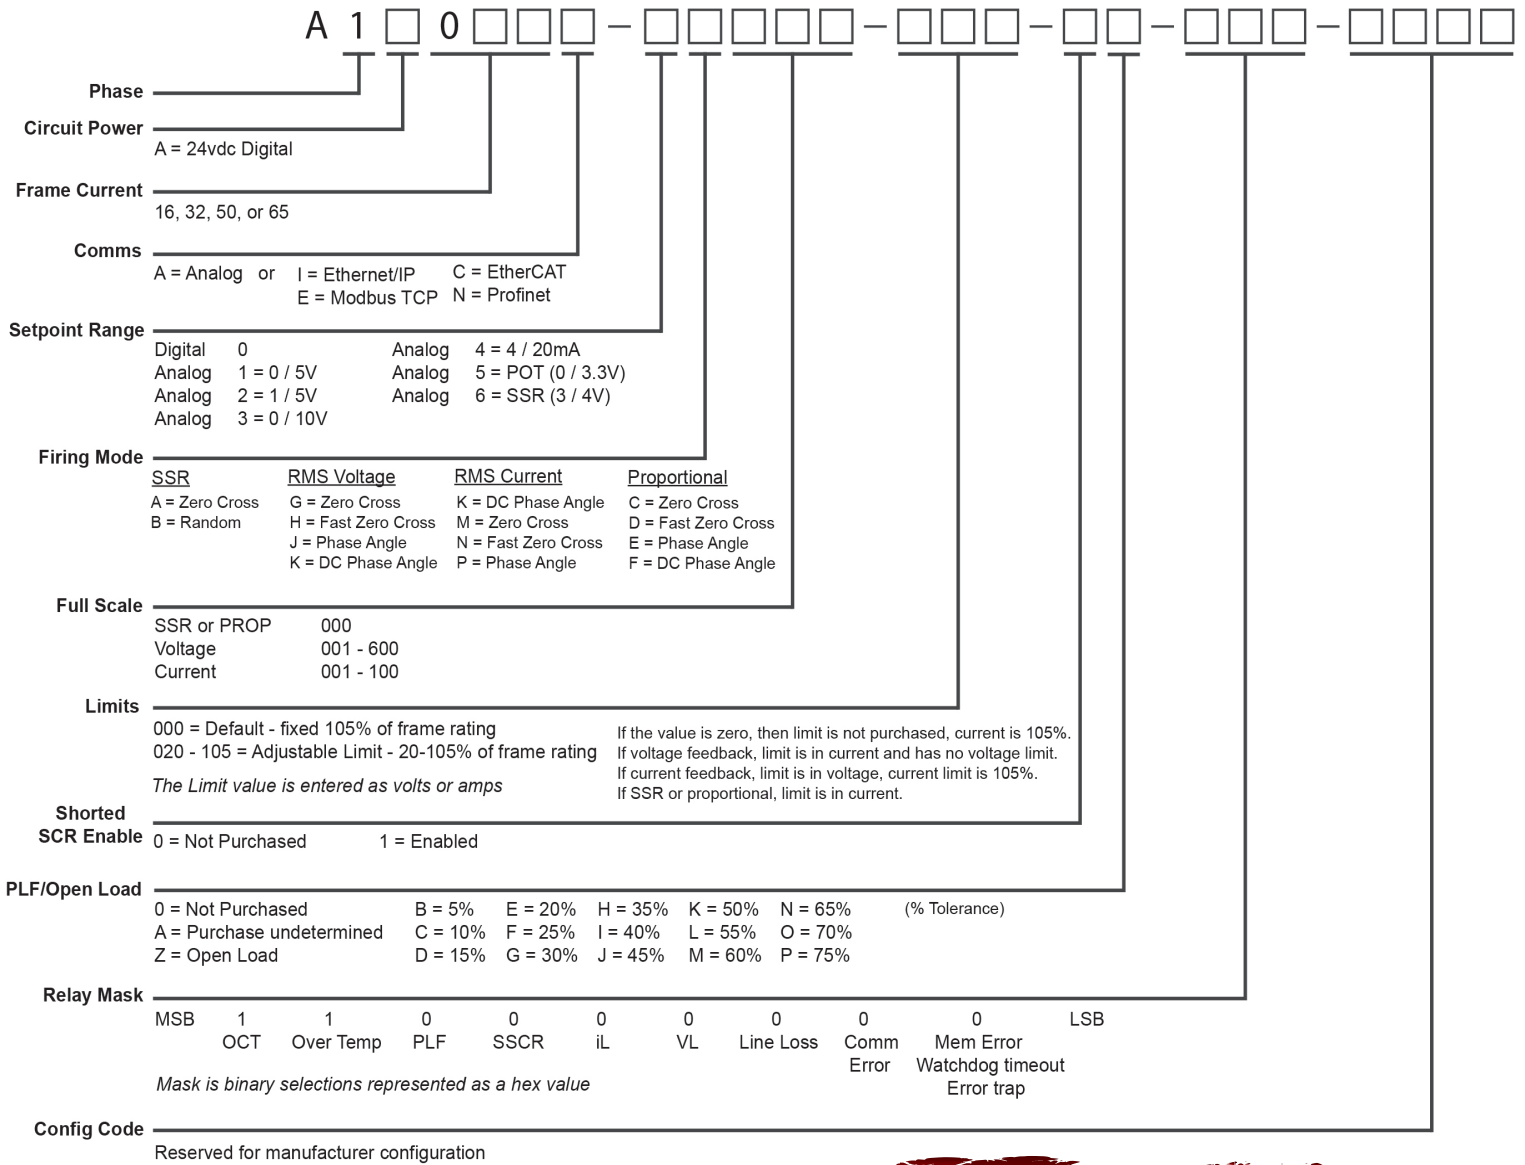 A 1 0 – – – – –
Phase
Circuit Power
A = 24vdc Digital
Frame Current
16, 32, 50, or 65
Comms
A = Analog or I = Ethernet/IP C = EtherCAT
E = Modbus TCP N = Profinet
Setpoint Range
Digital 0 Analog 4 = 4 / 20mA
Analog 1 = 0 / 5V Analog 5 = POT (0 / 3.3V)
Analog 2 = 1 / 5V Analog 6 = SSR (3 / 4V)
Analog 3 = 0 / 10V
Firing Mode
SSR RMS Voltage RMS Current Proportional
A = Zero Cross G = Zero Cross K = DC Phase Angle C = Zero Cross
B = Random H = Fast Zero Cross M = Zero Cross D = Fast Zero Cross
J = Phase Angle N = Fast Zero Cross E = Phase Angle
K = DC Phase Angle P = Phase Angle F = DC Phase Angle
Full Scale
SSR or PROP 000
Voltage 001 - 600
Current 001 - 100
Limits
000 = Default - fixed 105% of frame rating
020 - 105 = Adjustable Limit - 20-105% of frame rating
The Limit value is entered as volts or amps
If the value is zero, then limit is not purchased, current is 105%.
If voltage feedback, limit is in current and has no voltage limit.
If current feedback, limit is in voltage, current limit is 105%.
If SSR or proportional, limit is in current.
Shorted
SCR Enable
0 = Not Purchased 1 = Enabled
PLF/Open Load
0 = Not Purchased B = 5% E = 20% H = 35% K = 50% N = 65% (% Tolerance)
A = Purchase undetermined C = 10% F = 25% I = 40% L = 55% O = 70%
Z = Open Load D = 15% G = 30% J = 45% M = 60% P = 75%
Relay Mask
MSB 1 1 0 0 0 0 0 0 0 LSB
OCT Over Temp PLF SSCR iL VL Line Loss Comm Mem Error
Error Watchdog timeout
Error trap
Mask is binary selections represented as a hex value
Config Code
Reserved for manufacturer configuration